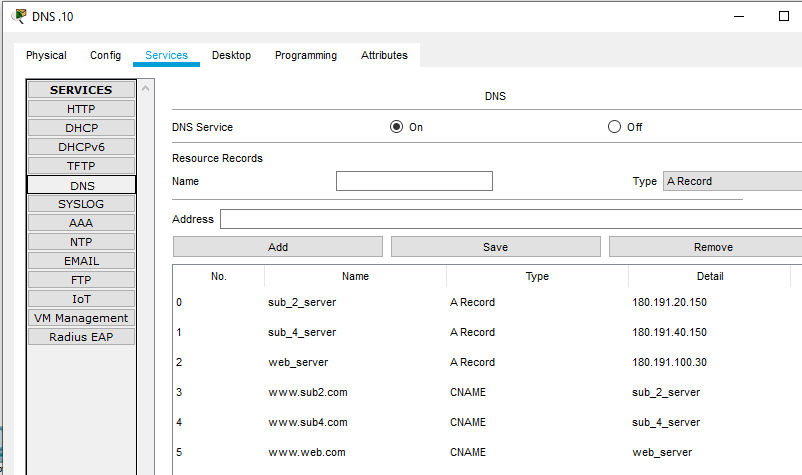 DNS .10
Physical Config Services Desktop Programming Attributes
SERVICES
HTTP
DHCP
DHCPv6
TFTP
DNS
SYSLOG
AAA
NTP
EMAIL
FTP
IoT
VM Management
Radius EAP
DNS
DNS Service On Off
Resource Records
Name Type A Record
Address
Add Save Remove
No. Name Type Detail
0 sub_2_server A Record 180.191.20.150
1 sub_4_server A Record 180.191.40.150
2 web_server A Record 180.191.100.30
3 www.sub2.com CNAME sub_2_server
4 www.sub4.com CNAME sub_4_server
5 www.web.com CNAME web_server